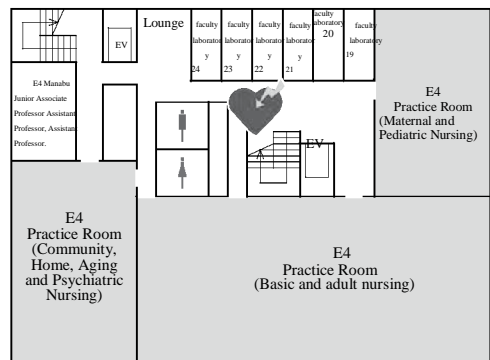 Lounge
EV
faculty
laborator
y
24
faculty
laborator
y
23
faculty
laborator
y
22
faculty
laborator
y
21
faculty
laboratory
20
faculty
laboratory
19
E4 Manabu
Junior Associate
Professor Assistant
Professor, Assistant
Professor.
E4
Practice Room
(Maternal and
Pediatric Nursing)
EV
E4
Practice Room
(Community,
Home, Aging
and Psychiatric
Nursing)
E4
Practice Room
(Basic and adult nursing)